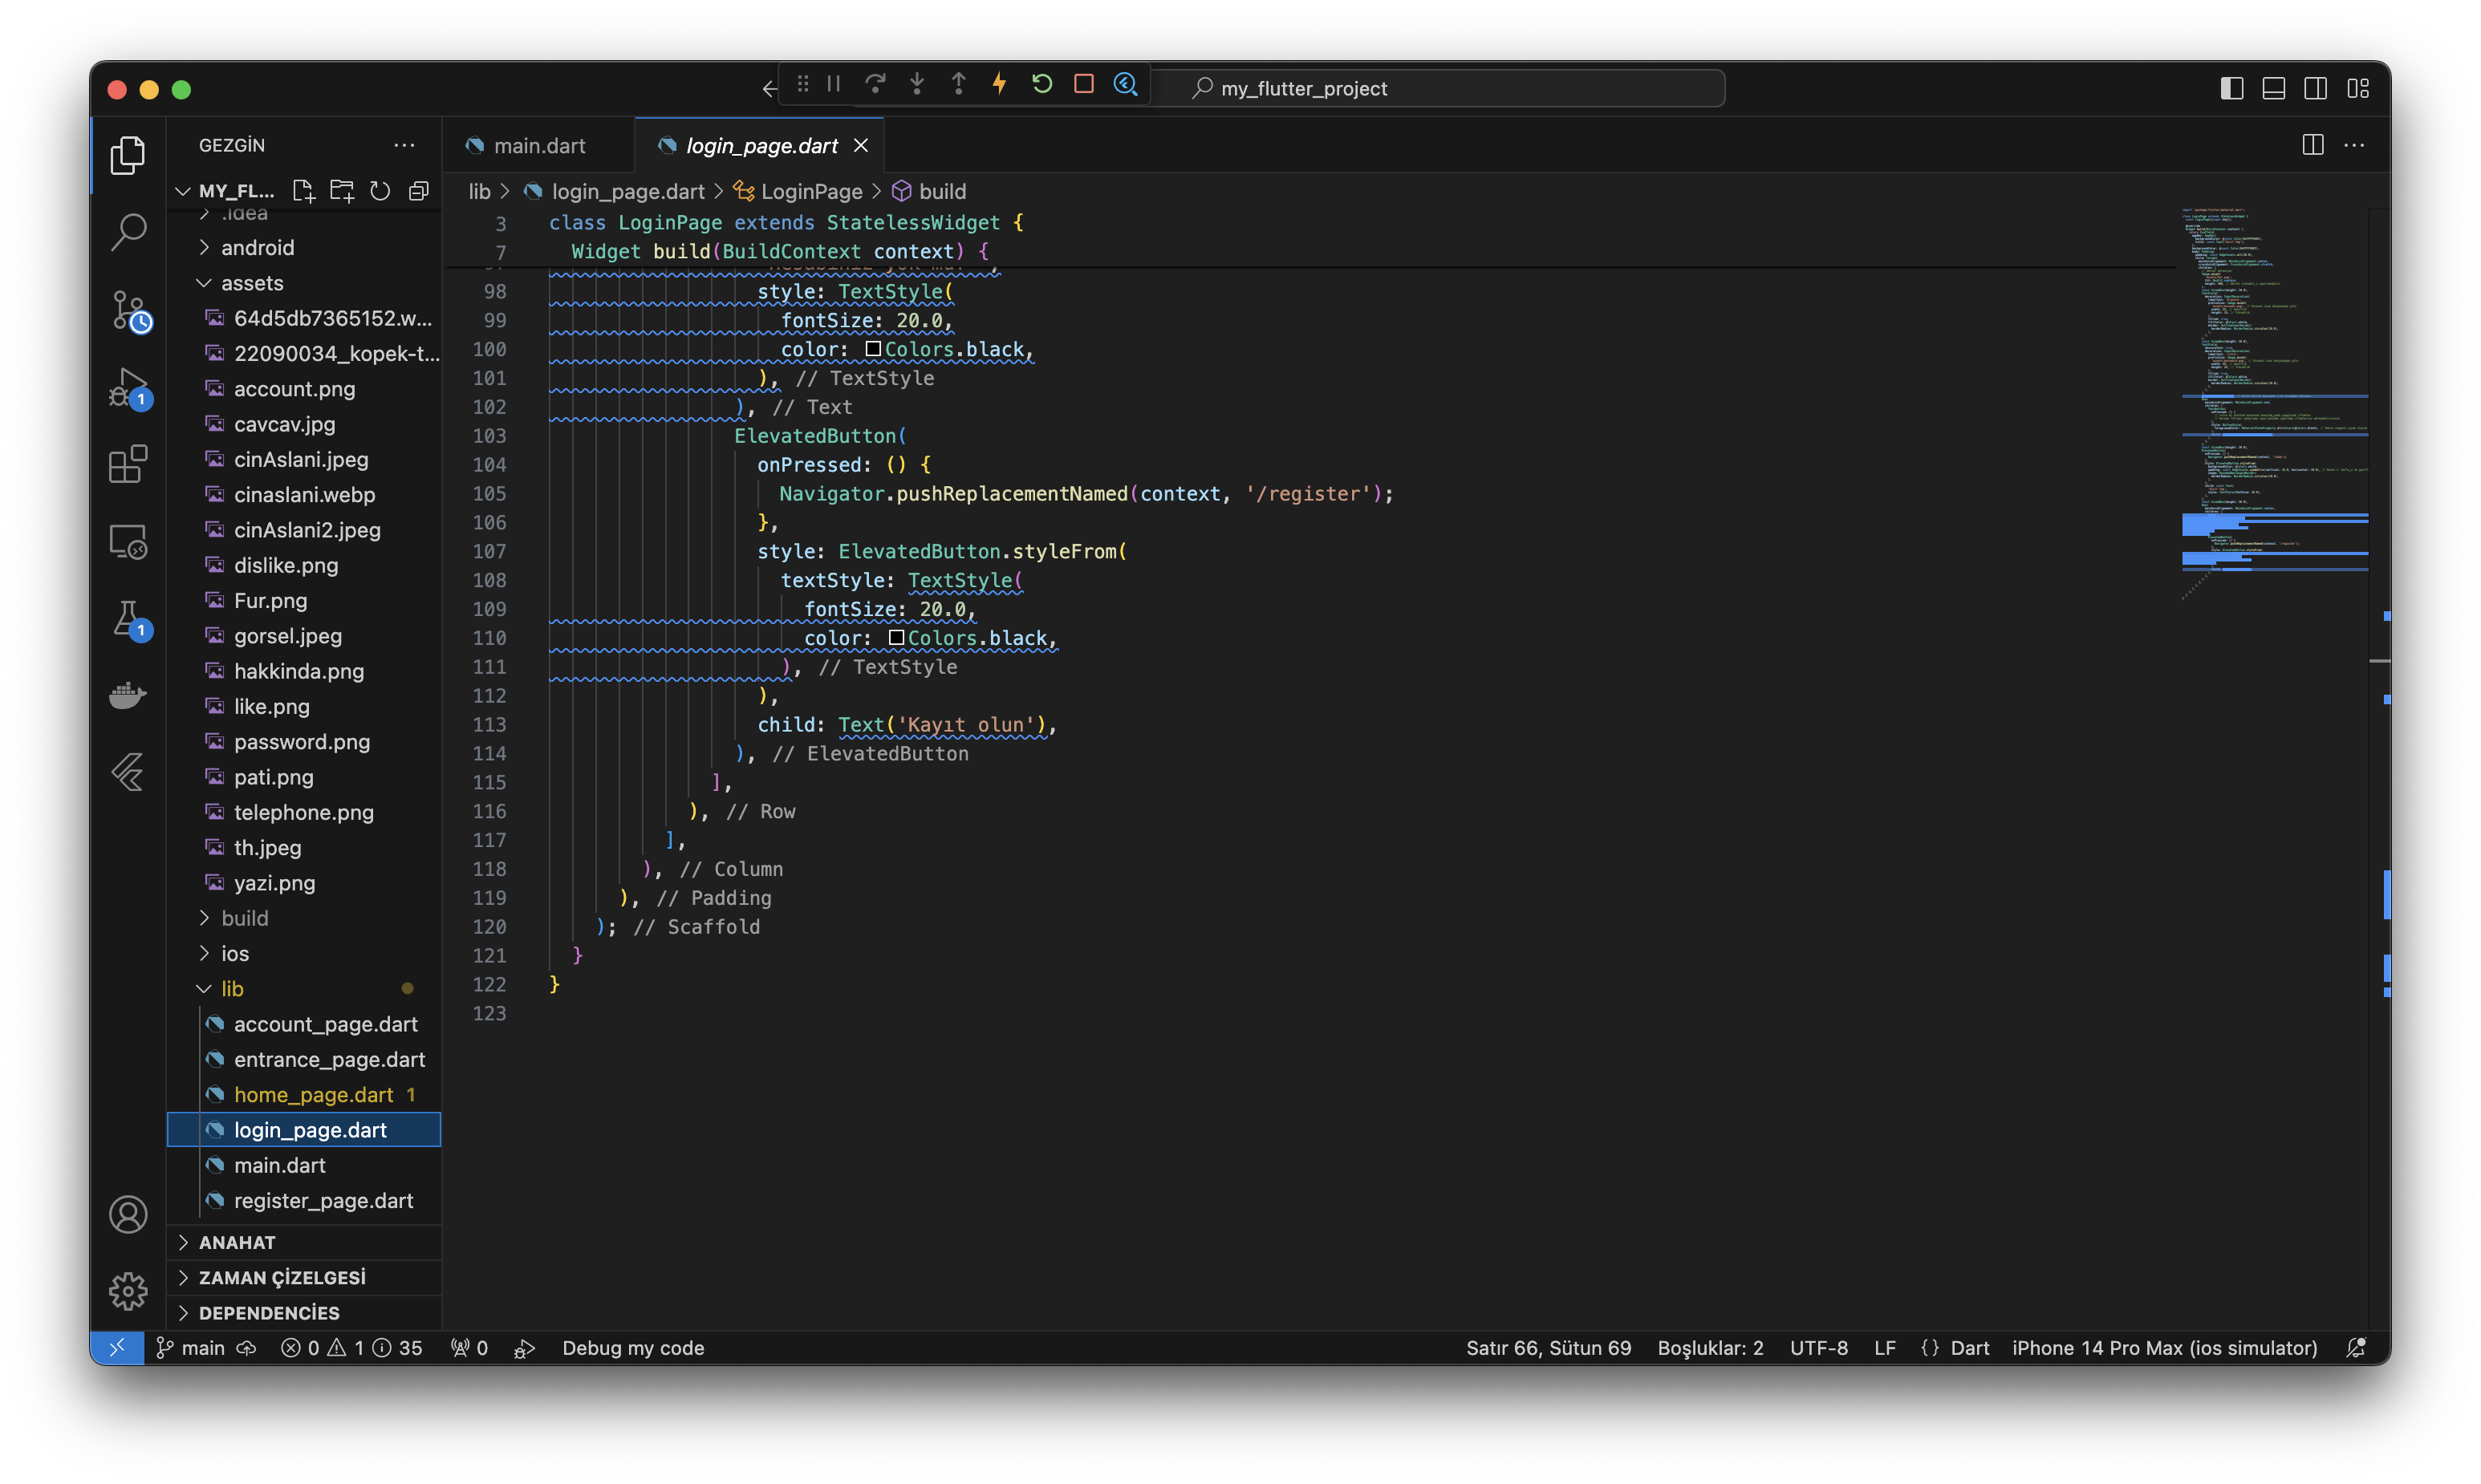 my_flutter_project
GEZGİN
main.dart
login_page.dart
MY_FL...
lib > login_page.dart > LoginPage > build
.idea
android
assets
64d5db7365152.w...
22090034_kopek-t...
account.png
cavcav.jpg
cinAslani.jpeg
cinaslani.webp
cinAslani2.jpeg
dislike.png
Fur.png
gorsel.jpeg
hakkinda.png
like.png
password.png
pati.png
telephone.png
th.jpeg
yazi.png
build
ios
lib
account_page.dart
entrance_page.dart
home_page.dart 1
login_page.dart
main.dart
register_page.dart
ANAHAT
ZAMAN ÇİZELGESİ
DEPENDENCİES
3 class LoginPage extends StatelessWidget {
7 Widget build(BuildContext context) {
98 style: TextStyle(
99 fontSize: 20.0,
100 color: Colors.black,
101 ), // TextStyle
102 ), // Text
103 ElevatedButton(
104 onPressed: () {
105 Navigator.pushReplacementNamed(context, '/register');
106 },
107 style: ElevatedButton.styleFrom(
108 textStyle: TextStyle(
109 fontSize: 20.0,
110 color: Colors.black,
111 ), // TextStyle
112 ),
113 child: Text('Kayıt olun'),
114 ), // ElevatedButton
115 ],
116 ), // Row
117 ],
118 ), // Column
119 ), // Padding
120 ); // Scaffold
121 }
122 }
123
1
1
main 0 1 35 0 Debug my code
Satır 66, Sütun 69 Boşluklar: 2 UTF-8 LF {} Dart iPhone 14 Pro Max (ios simulator)